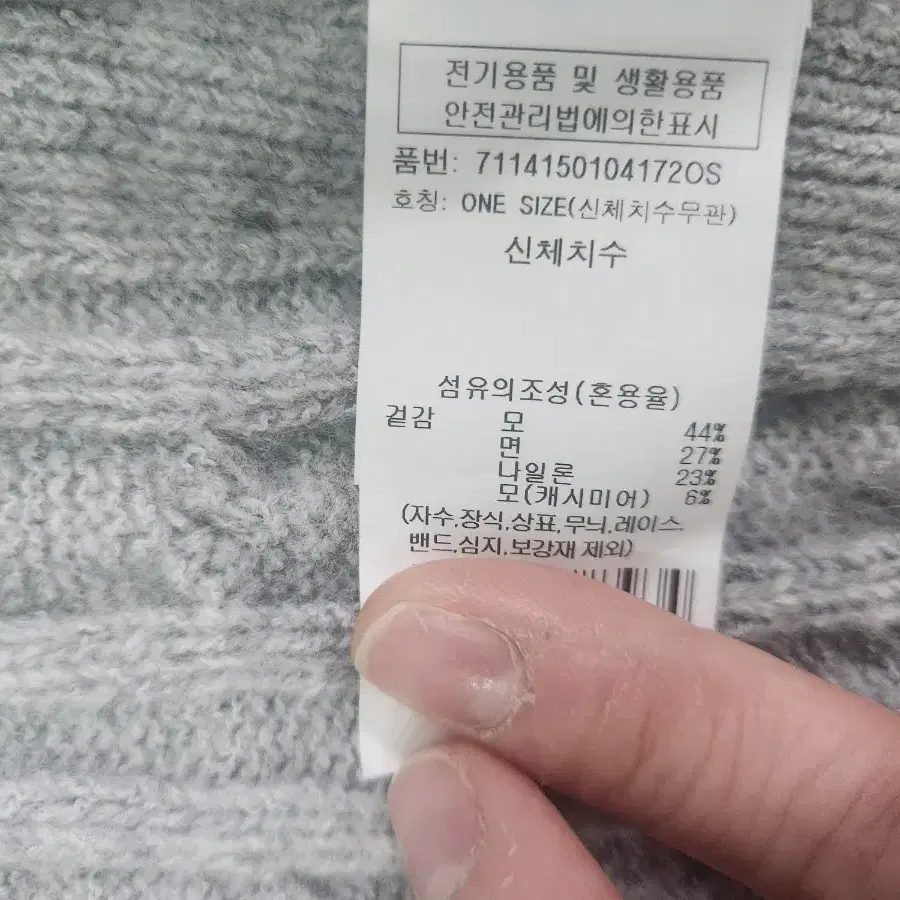 전기용품 및 생활용품
안전관리법에의한표시
품번: 7114150104172OS
호칭: ONE SIZE(신체치수무관)
신체치수
섬유의조성(혼용율)
겉감 모 44%
면 27%
나일론 23%
모(캐시미어) 6%
(자수,장식,상표,무늬,레이스
밴드,심지,보강재 제외)